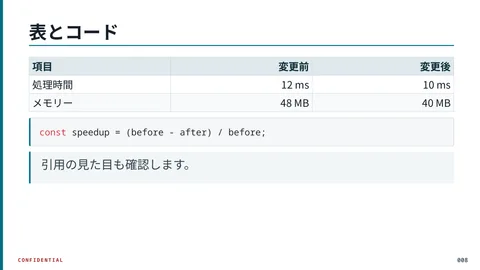 表とコード
項目 変更前 変更後
処理時間 12 ms 10 ms
メモリー 48 MB 40 MB
const speedup = (before - after) / before;
引用の見た目も確認します。
CONFIDENTIAL 008